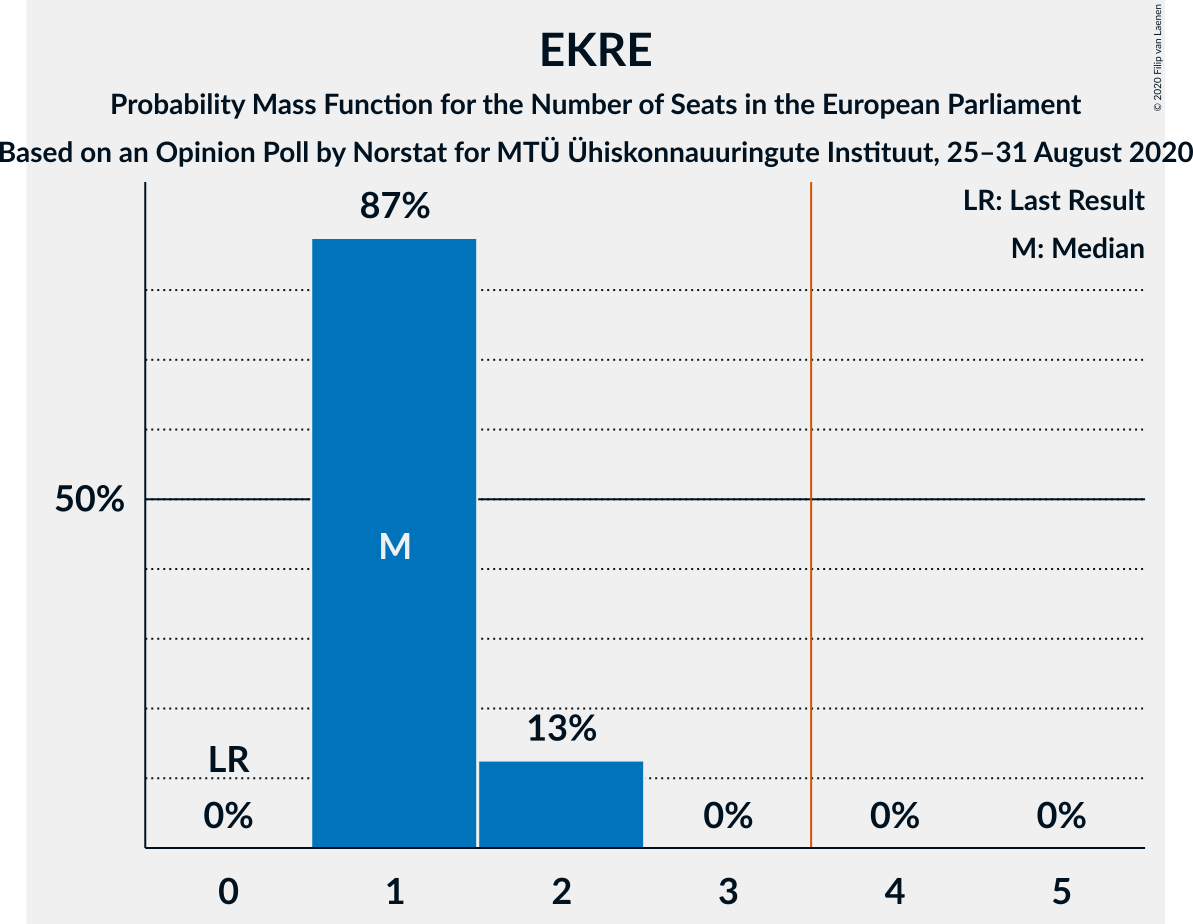 EKRE
Probability Mass Function for the Number of Seats in the European Parliament
Based on an Opinion Poll by Norstat for MTÜ Ühiskonnauuringute Instituut, 25–31 August 2020
© 2020 Filip van Laenen
LR: Last Result
M: Median
87%
50%
M
13%
LR
0%
0%
0%
0%
0
1
2
3
4
5